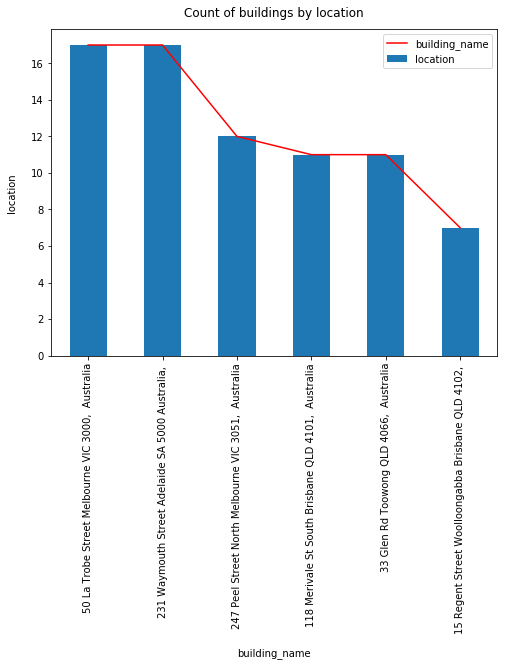 Count of buildings by location
building_name
location
16
14
12
10
8
6
4
2
0
location
50 La Trobe Street Melbourne VIC 3000,  Australia
231 Waymouth Street Adelaide SA 5000 Australia,
247 Peel Street North Melbourne VIC 3051,  Australia
118 Merivale St South Brisbane QLD 4101,  Australia
33 Glen Rd Toowong QLD 4066,  Australia
15 Regent Street Woolloongabba Brisbane QLD 4102,
building_name